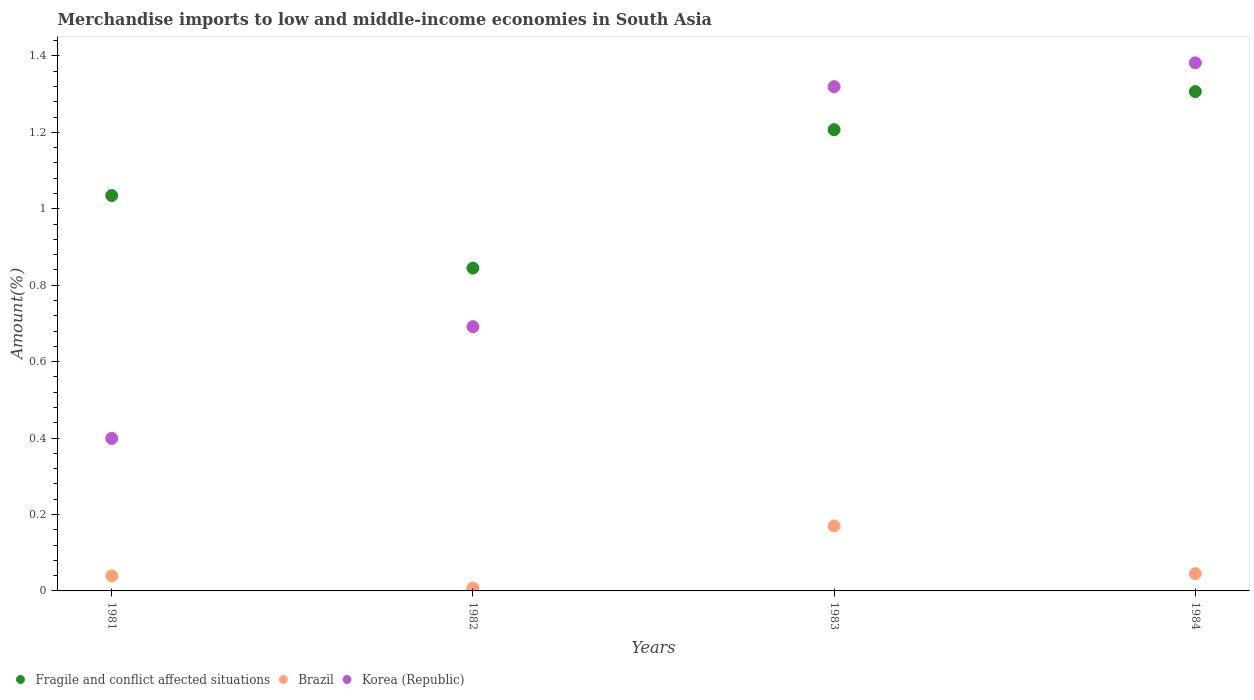 Merchandise imports to low and middle-income economies in South Asia
Amount(%)
1.4
1.2
1
0.8
0.6
0.4
0.2
0
1981
1982
1983
1984
Years
Fragile and conflict affected situations
Brazil
Korea (Republic)